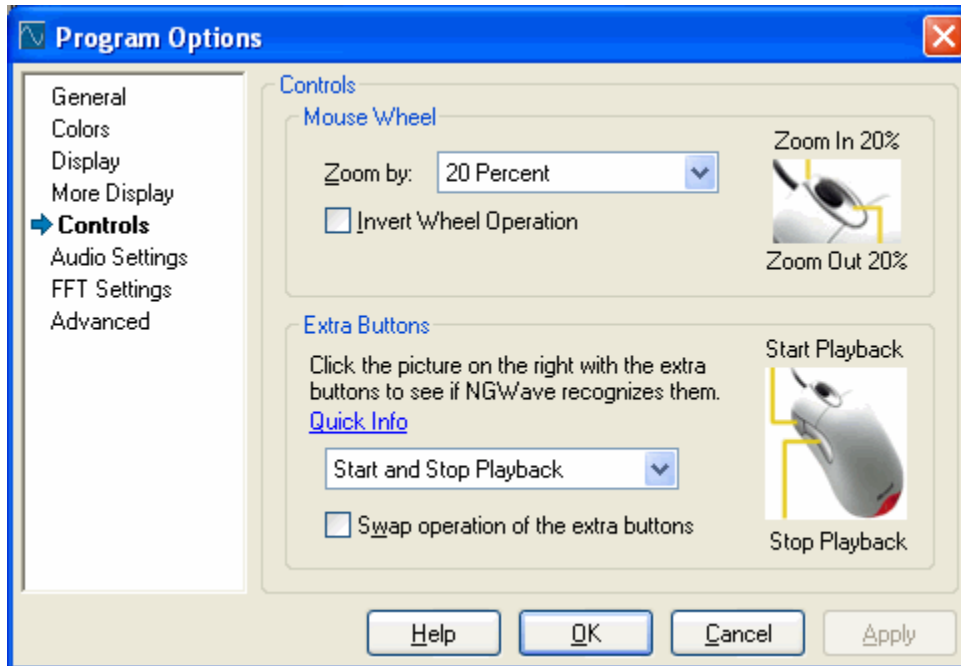 Program Options
General
Colors
Display
More Display
Controls
Audio Settings
FFT Settings
Advanced
Controls
Mouse Wheel
Zoom by: 20 Percent
Invert Wheel Operation
Zoom In 20%
Zoom Out 20%
Extra Buttons
Click the picture on the right with the extra
buttons to see if NGWave recognizes them.
Quick Info
Start and Stop Playback
Swap operation of the extra buttons
Start Playback
Stop Playback
Help OK Cancel Apply